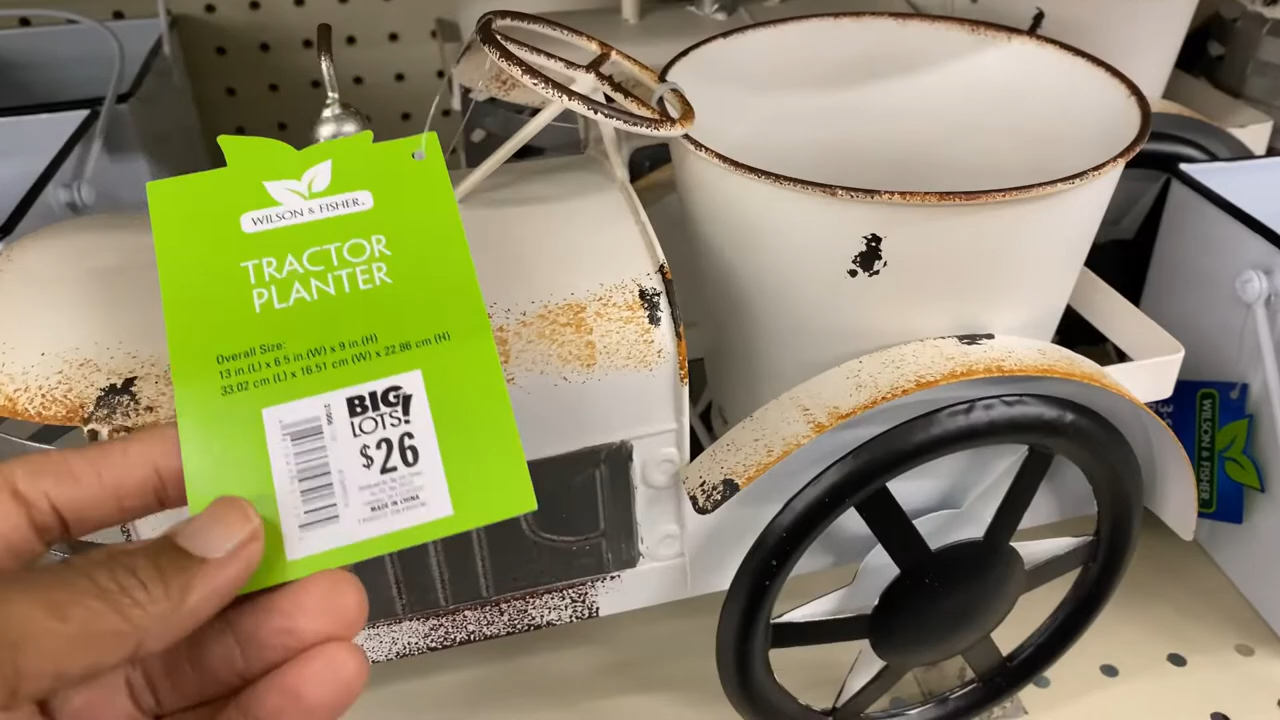 WILSON & FISHER®
TRACTOR
PLANTER
Overall Size:
13 in.(L) x 6.5 in.(W) x 9 in.(H)
33.02 cm (L) x 16.51 cm (W) x 22.86 cm (H)
BIG
LOTS!
$26
MADE IN CHINA
WILSON & FISHER